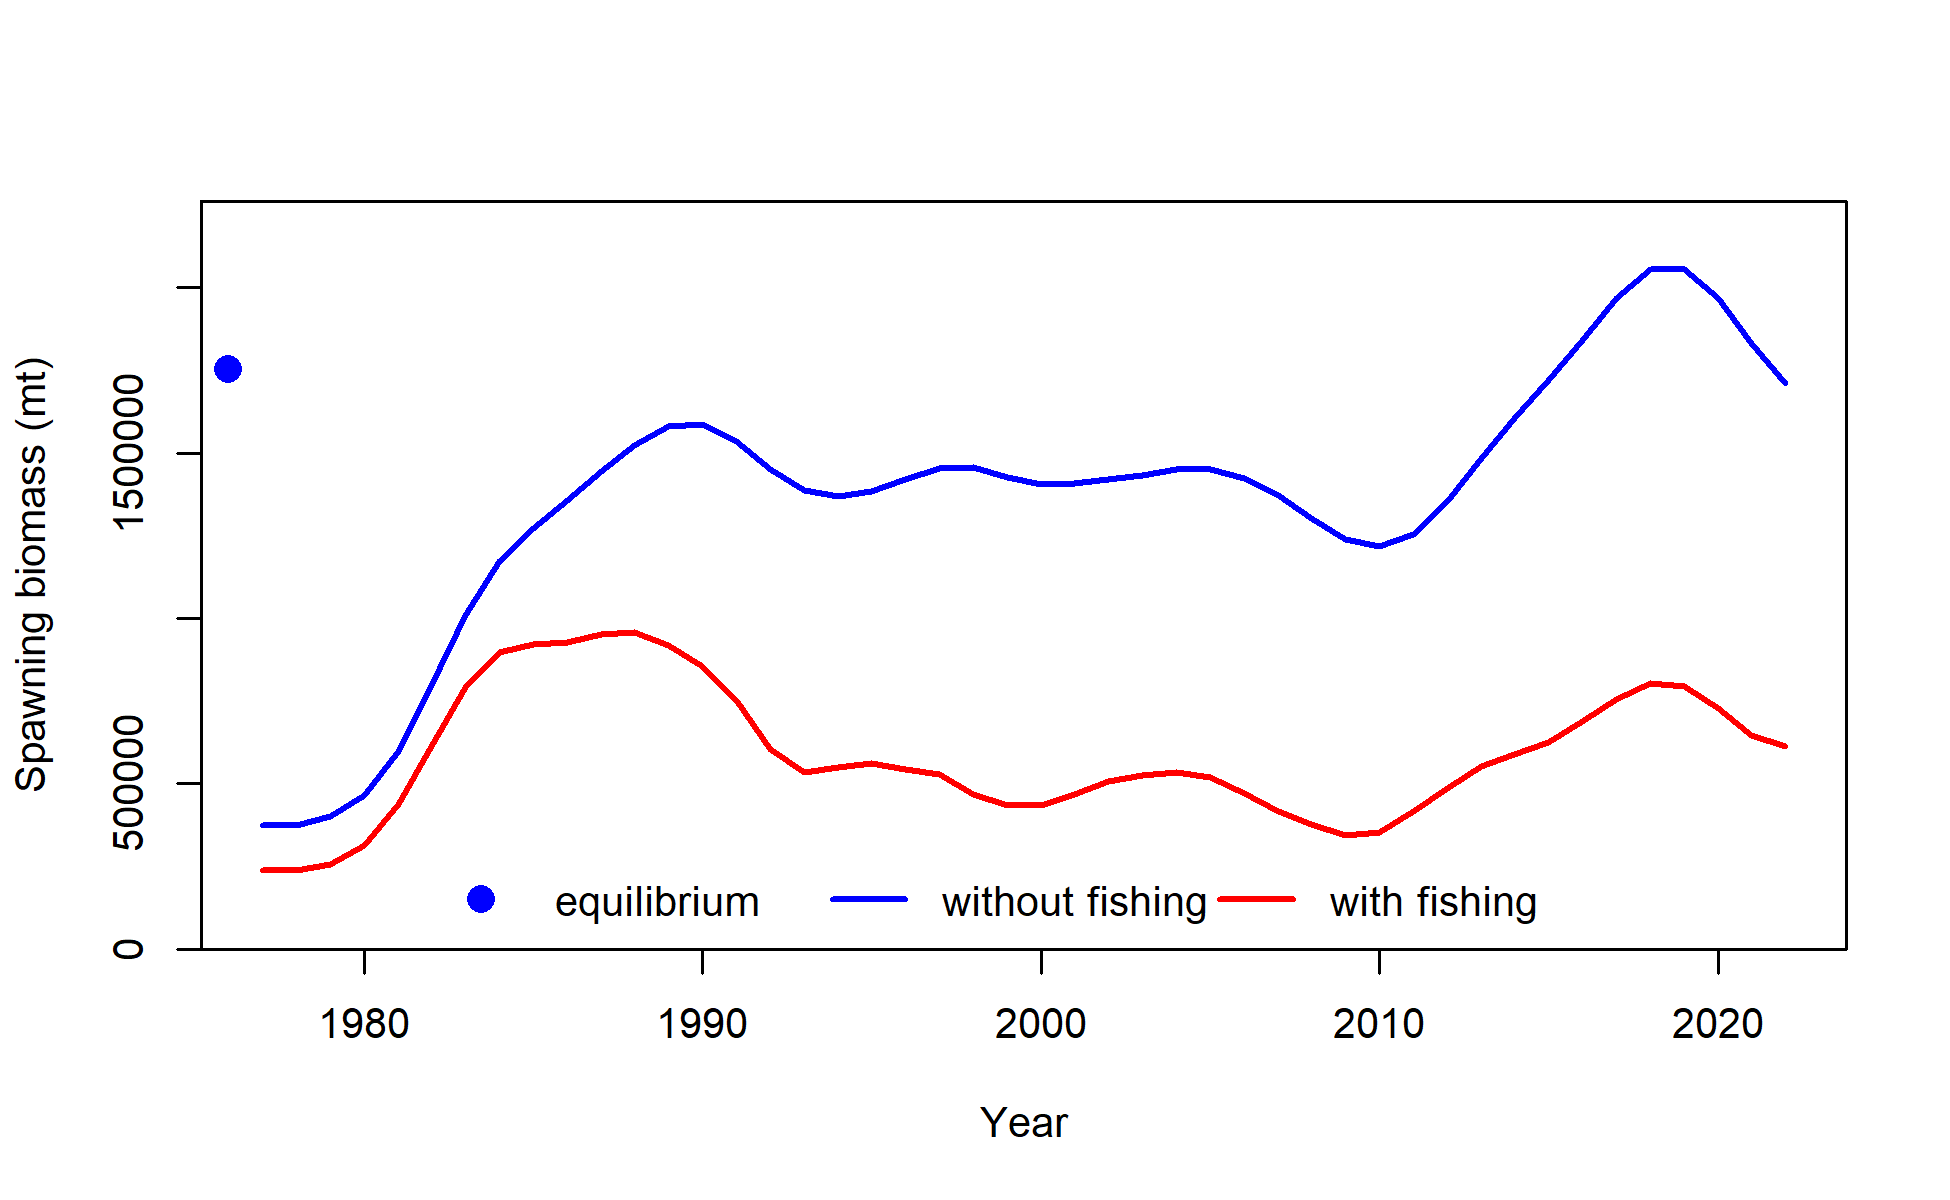 Spawning biomass (mt)
1500000
500000
0
equilibrium
without fishing
with fishing
1980 1990 2000 2010 2020
Year